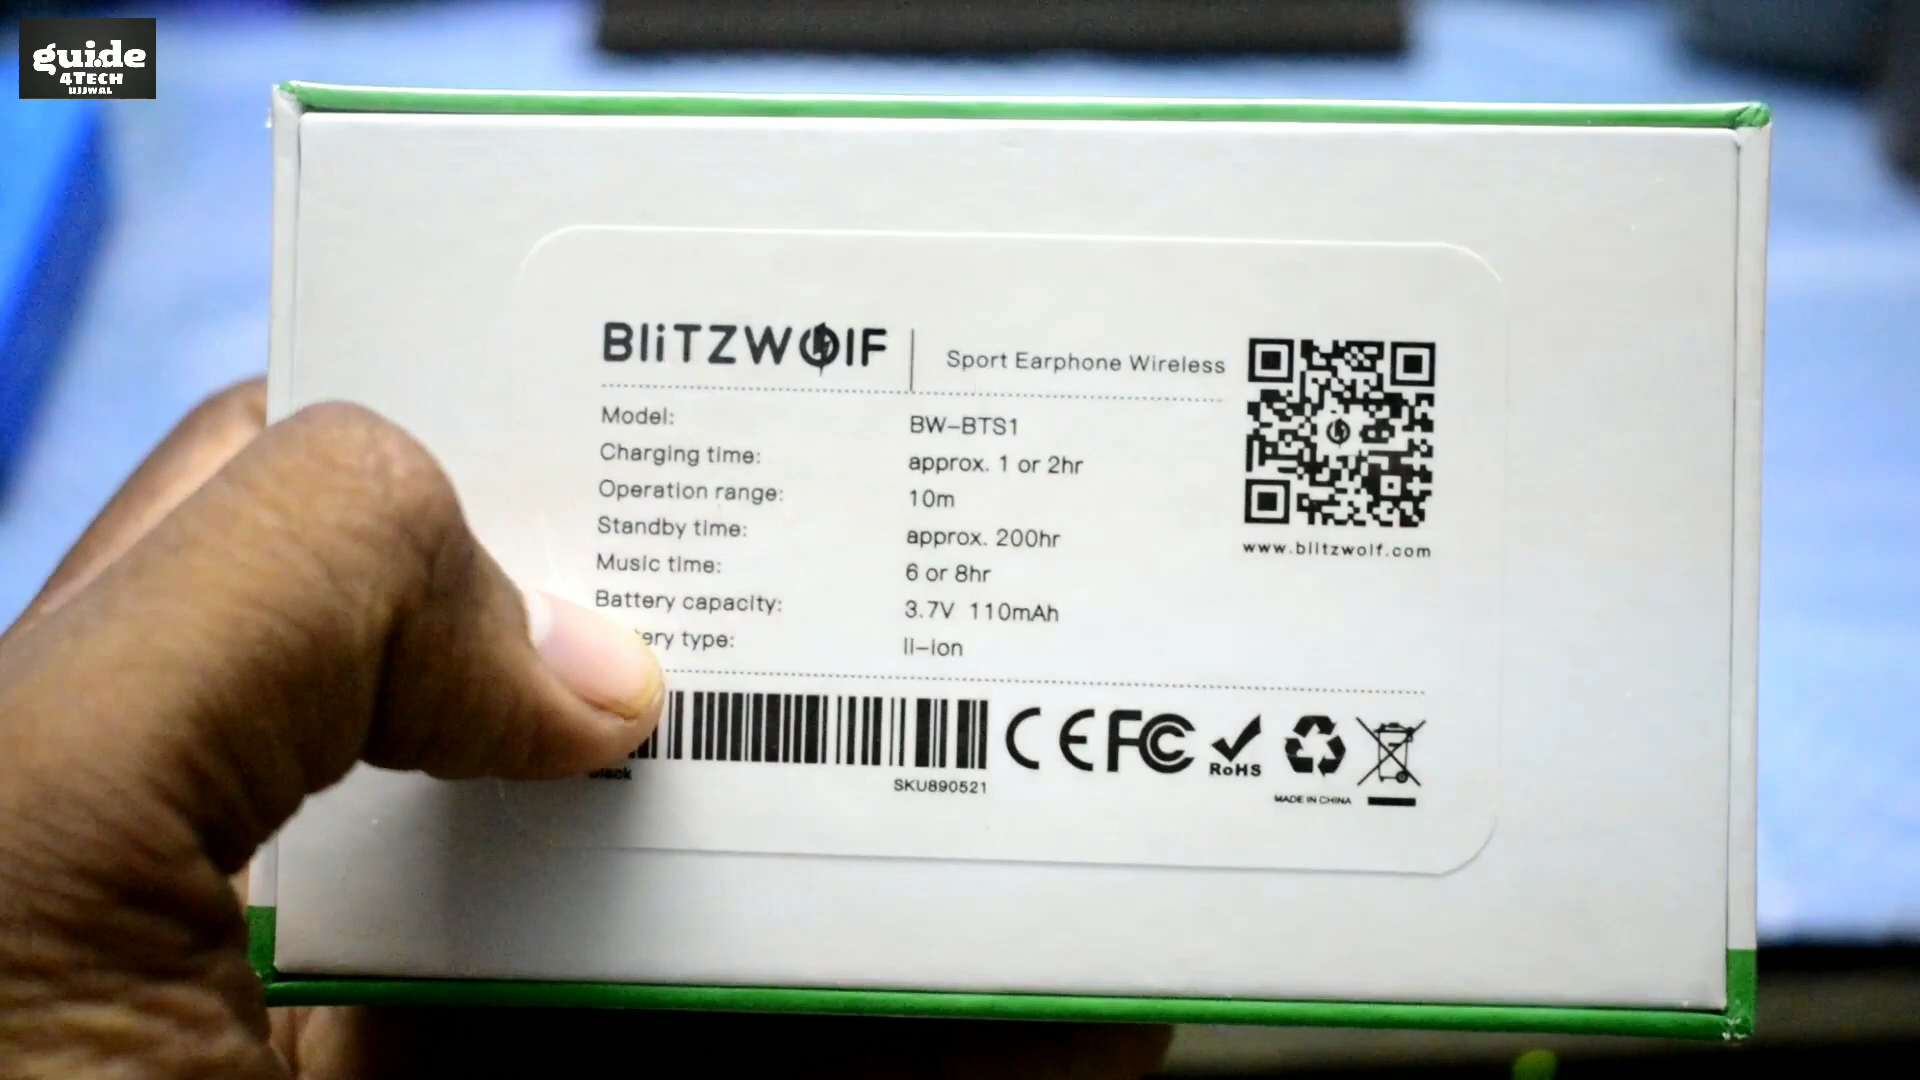 guide
4TECH
UJJWAL
BlitzWolf Sport Earphone Wireless
Model: BW-BTS1
Charging time: approx. 1 or 2hr
Operation range: 10m
Standby time: approx. 200hr
Music time: 6 or 8hr
Battery capacity: 3.7V 110mAh
ery type: li-ion
www.blitzwolf.com
CE FC
RoHS
Black
SKU890521
MADE IN CHINA